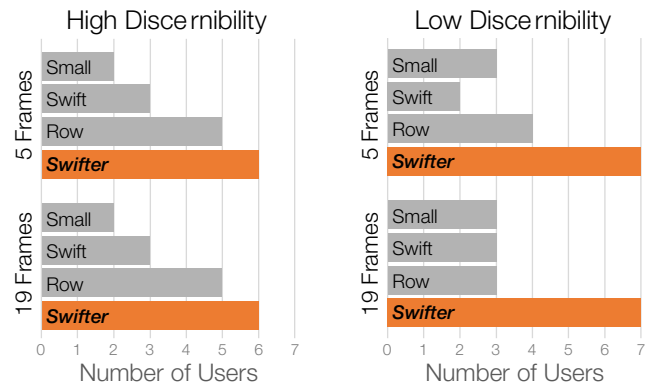 High Discernibility
5 Frames
Small
Swift
Row
Swifter
19 Frames
Small
Swift
Row
Swifter
0 1 2 3 4 5 6 7
Number of Users
Low Discernibility
5 Frames
Small
Swift
Row
Swifter
19 Frames
Small
Swift
Row
Swifter
0 1 2 3 4 5 6 7
Number of Users